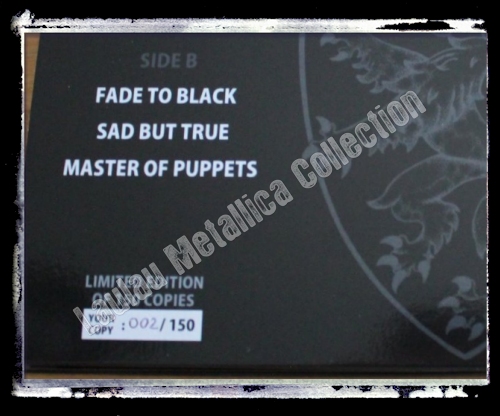 SIDE B
FADE TO BLACK
SAD BUT TRUE
MASTER OF PUPPETS
LIMITED EDITION
OF 150 COPIES
YOUR
COPY : 002/150
Metallica Collection